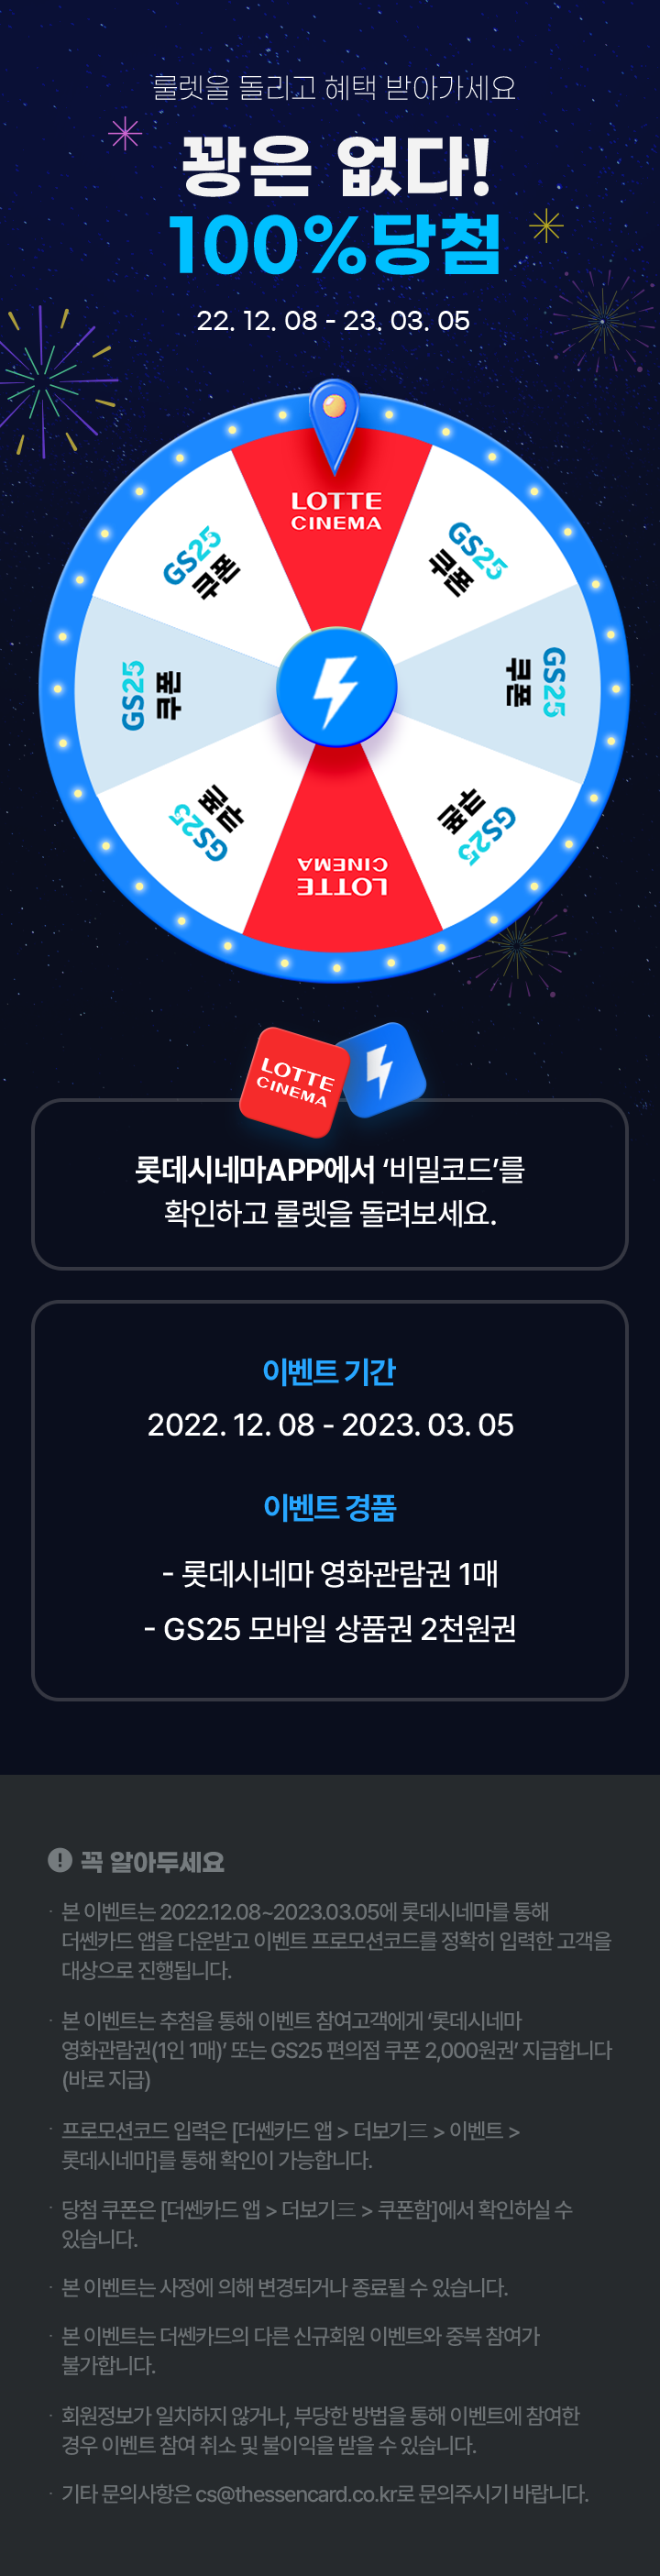 룰렛을 돌리고 혜택 받아가세요
꽝은 없다!
100%당첨
22. 12. 08 - 23. 03. 05
LOTTE
CINEMA
GS25
쿠폰
GS25
쿠폰
GS25
쿠폰
GS25
쿠폰
GS25
쿠폰
GS25
쿠폰
LOTTE
CINEMA
LOTTE
CINEMA
롯데시네마APP에서 ‘비밀코드’를
확인하고 룰렛을 돌려보세요.
이벤트 기간
2022. 12. 08 - 2023. 03. 05
이벤트 경품
- 롯데시네마 영화관람권 1매
- GS25 모바일 상품권 2천원권
! 꼭 알아두세요
· 본 이벤트는 2022.12.08~2023.03.05에 롯데시네마를 통해
더쎈카드 앱을 다운받고 이벤트 프로모션코드를 정확히 입력한 고객을
대상으로 진행됩니다.
· 본 이벤트는 추첨을 통해 이벤트 참여고객에게 ‘롯데시네마
영화관람권(1인 1매)’ 또는 GS25 편의점 쿠폰 2,000원권’ 지급합니다
(바로 지급)
· 프로모션코드 입력은 [더쎈카드 앱 > 더보기☰ > 이벤트 >
롯데시네마]를 통해 확인이 가능합니다.
· 당첨 쿠폰은 [더쎈카드 앱 > 더보기☰ > 쿠폰함]에서 확인하실 수
있습니다.
· 본 이벤트는 사정에 의해 변경되거나 종료될 수 있습니다.
· 본 이벤트는 더쎈카드의 다른 신규회원 이벤트와 중복 참여가
불가합니다.
· 회원정보가 일치하지 않거나, 부당한 방법을 통해 이벤트에 참여한
경우 이벤트 참여 취소 및 불이익을 받을 수 있습니다.
· 기타 문의사항은 cs@thessencard.co.kr로 문의주시기 바랍니다.